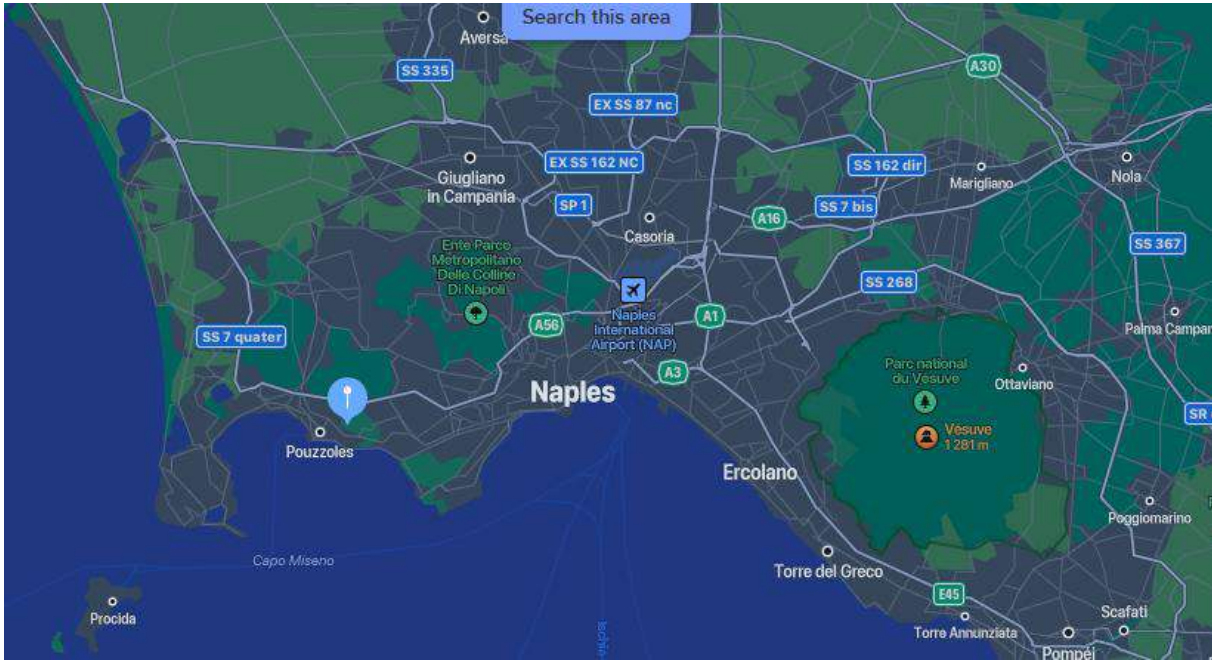 Search this area
Aversa
A30
SS 335
EX SS 87 nc
Giugliano
in Campania
EX SS 162 NC
SS 162 dir
Marigliano
Nola
SP 1
A16
SS 7 bis
Casoria
SS 367
Ente Parco
Metropolitano
Delle Colline
Di Napoli
SS 268
Naples
International
Airport (NAP)
A56
A1
Palma Campan
SS 7 quater
A3
Parc national
du Vésuve
Ottaviano
Naples
Vésuve
1 281 m
SR
Pouzzoles
Ercolano
Poggiomarino
Capo Miseno
Torre del Greco
E45
Procida
Scafati
Torre Annunziata
Pompéi
Ischia-